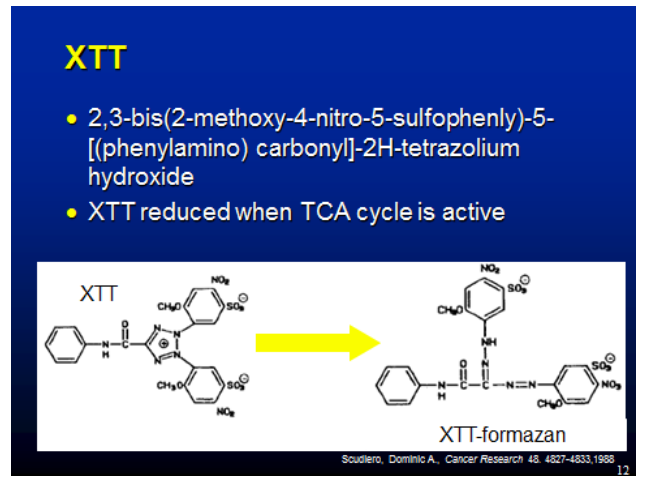 XTT
2,3-bis(2-methoxy-4-nitro-5-sulfophenly)-5-
[(phenylamino) carbonyl]-2H-tetrazolium
hydroxide
XTT reduced when TCA cycle is active
XTT
NO₂
CH₃O
SO₃⊖
O
N
N
N–C
H
⊕
N=N
CH₃O
SO₃⊖
NO₂
NO₂
SO₃⊖
CH₃O
NH
N
O
SO₃⊖
N–C–C–N=N
NO₃
H
CH₃O
XTT-formazan
Scudiero, Dominic A., Cancer Research 48. 4827-4833,1988
12